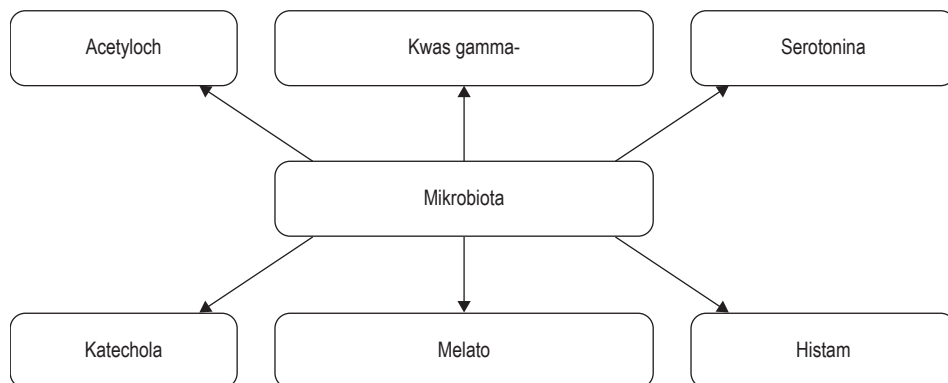 Acetyloch
Kwas gamma-
Serotonina
Mikrobiota
Katechola
Melato
Histam